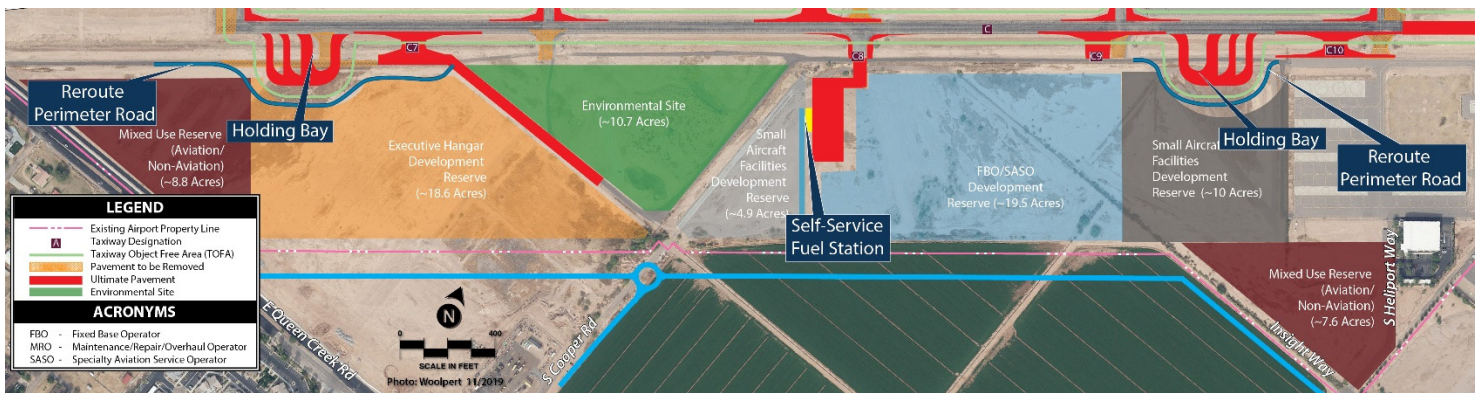 C
C7
C8
C9
C10
Reroute
Perimeter Road
Holding Bay
Mixed Use Reserve
(Aviation/
Non-Aviation)
(~8.8 Acres)
Executive Hangar
Development
Reserve
(~18.6 Acres)
Environmental Site
(~10.7 Acres)
Small
Aircraft
Facilities
Development
Reserve
(~4.9 Acres)
Self-Service
Fuel Station
FBO/SASO
Development
Reserve (~19.5 Acres)
Small Aircraf
Facilities
Development
Reserve (~10 Acres)
Holding Bay
Reroute
Perimeter Road
Mixed Use Reserve
(Aviation/
Non-Aviation)
(~7.6 Acres)
S Heliport Way
Insight Way
S Cooper Rd
E Queen Creek Rd
LEGEND
Existing Airport Property Line
A Taxiway Designation
Taxiway Object Free Area (TOFA)
Pavement to be Removed
Ultimate Pavement
Environmental Site
ACRONYMS
FBO - Fixed Base Operator
MRO - Maintenance/Repair/Overhaul Operator
SASO - Specialty Aviation Service Operator
N
0 400
SCALE IN FEET
Photo: Woolpert 11/2019